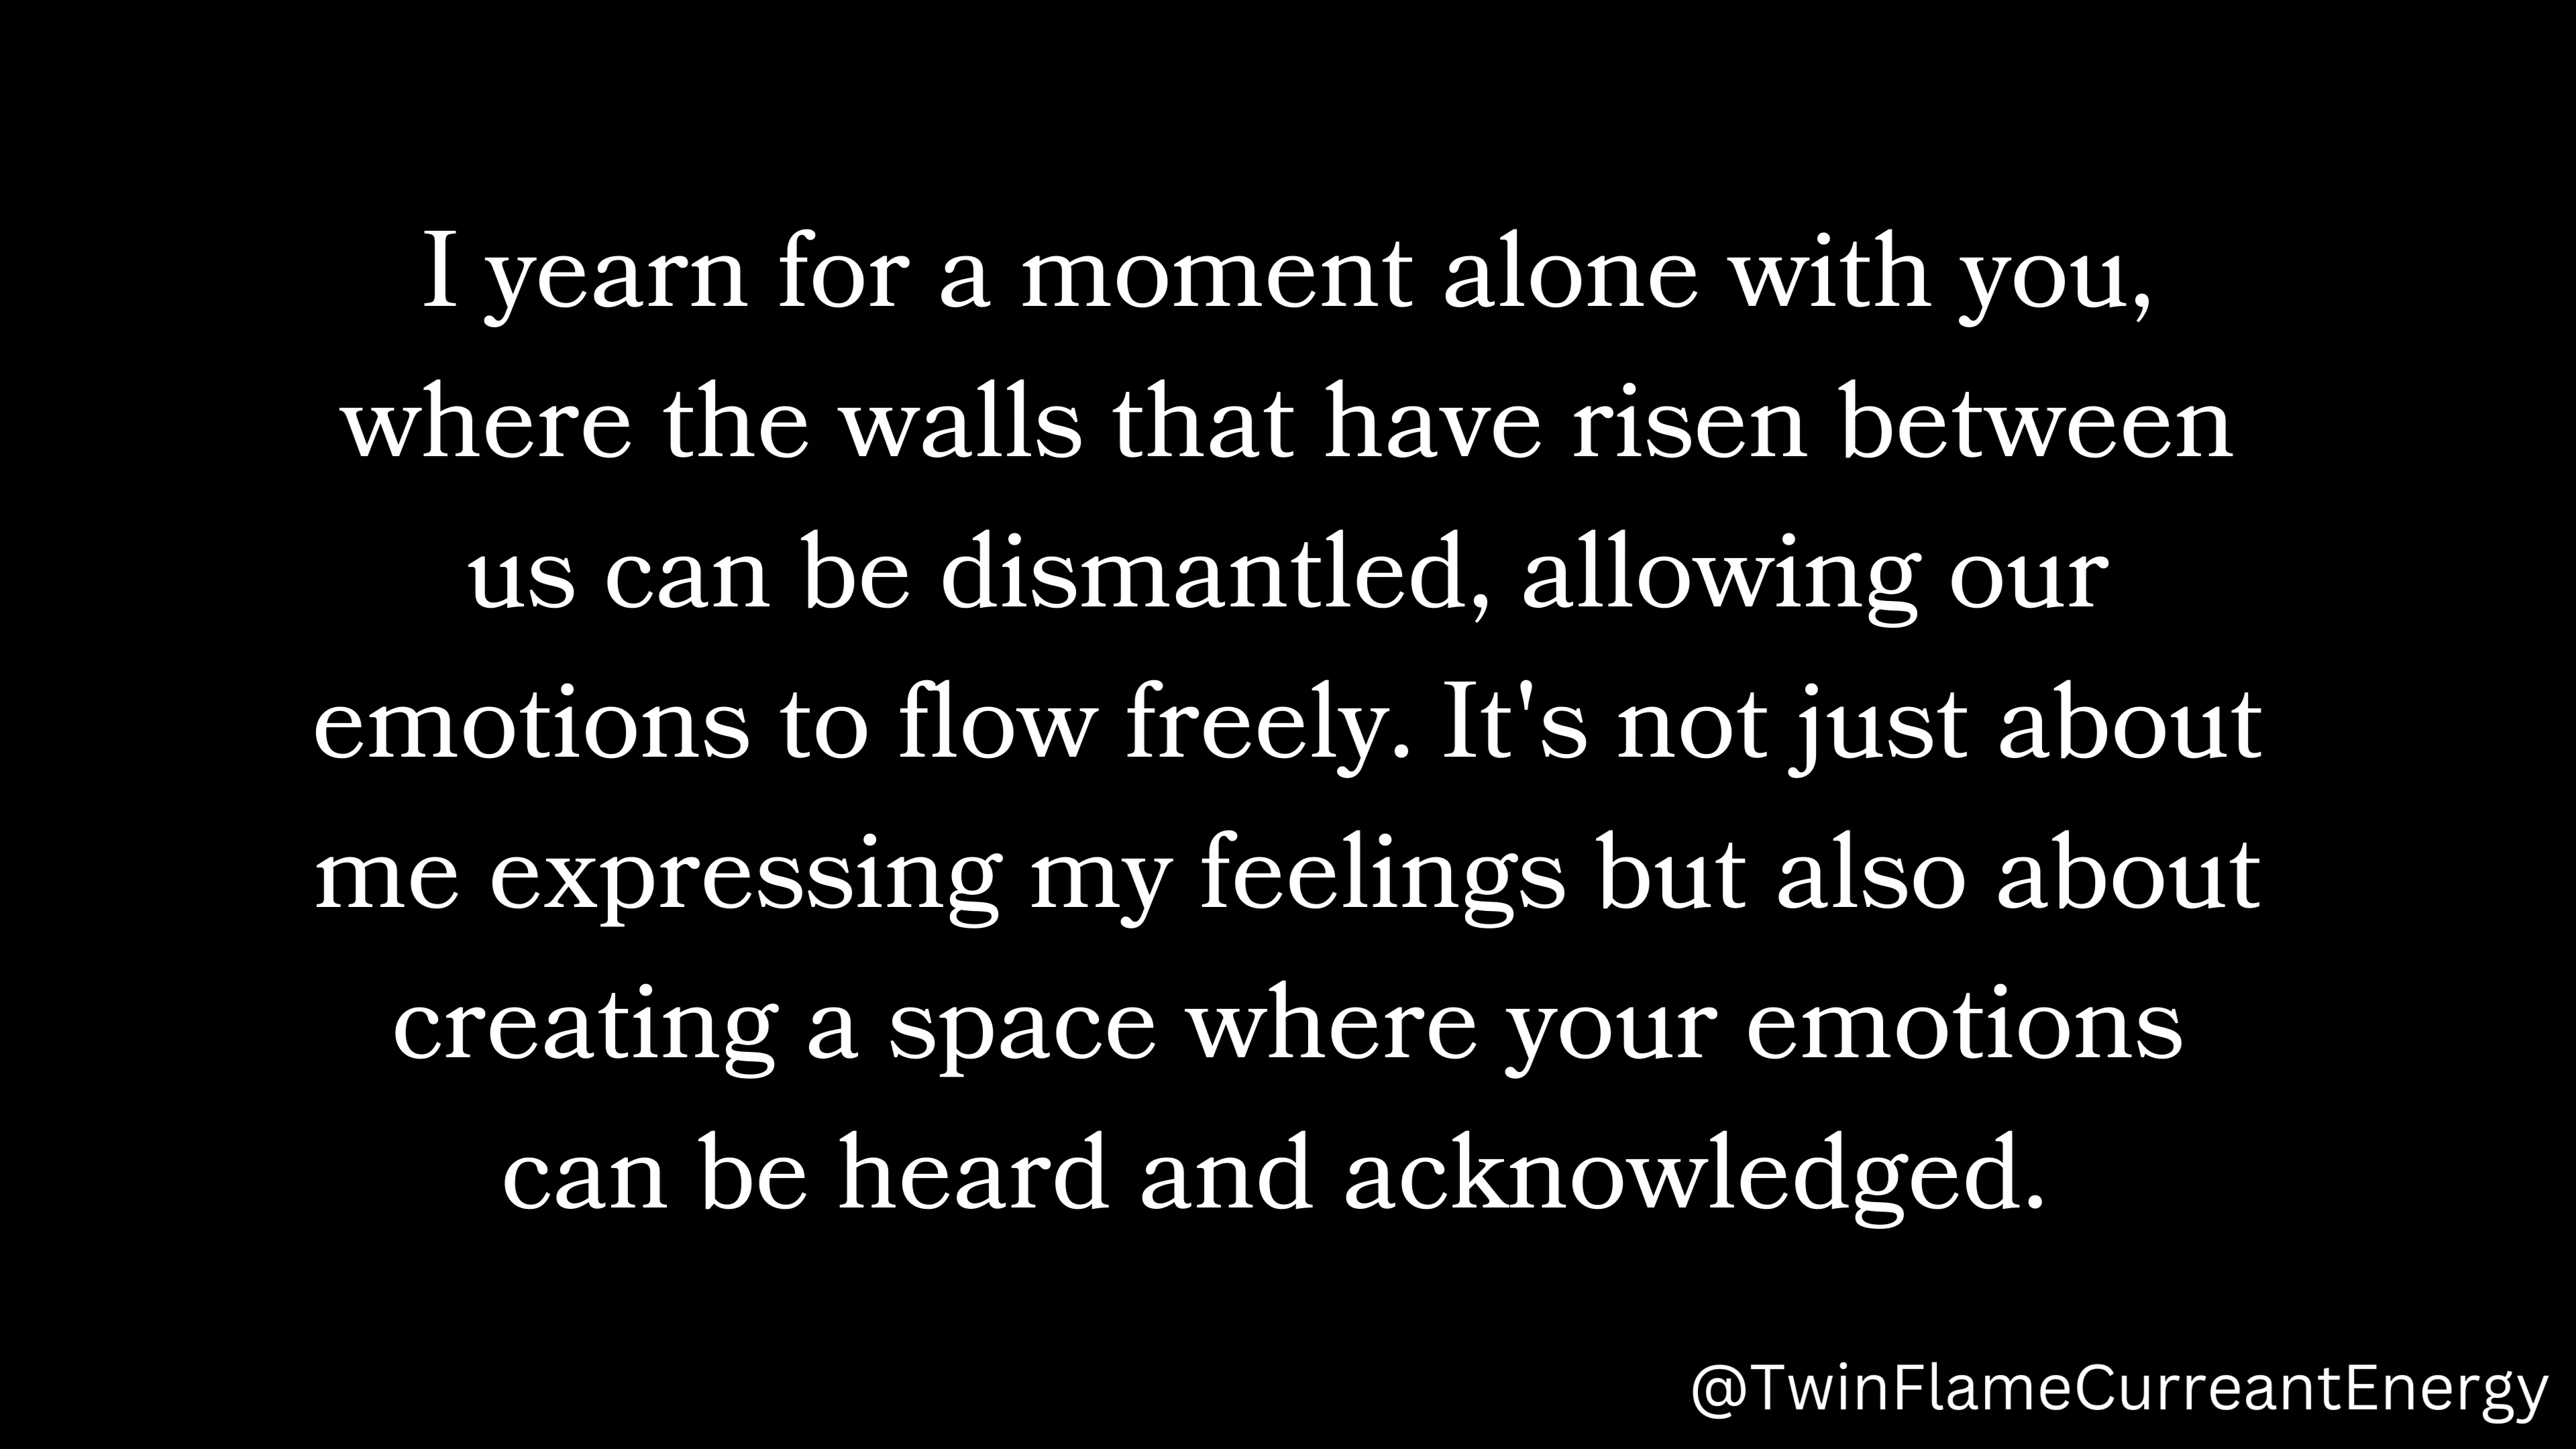 I yearn for a moment alone with you,
where the walls that have risen between
us can be dismantled, allowing our
emotions to flow freely. It's not just about
me expressing my feelings but also about
creating a space where your emotions
can be heard and acknowledged.
@TwinFlameCurreantEnergy